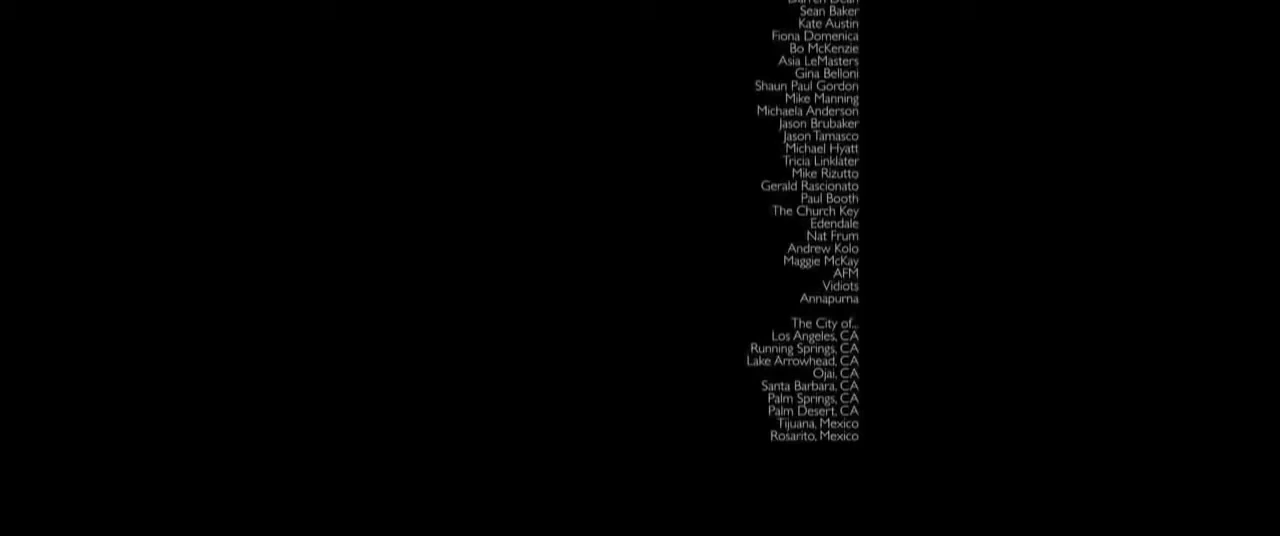 Darren Dean
Sean Baker
Kate Austin
Fiona Domenica
Bo McKenzie
Asia LeMasters
Gina Belloni
Shaun Paul Gordon
Mike Manning
Michaela Anderson
Jason Brubaker
Jason Tamasco
Michael Hyatt
Tricia Linklater
Mike Rizutto
Gerald Rascionato
Paul Booth
The Church Key
Edendale
Nat Frum
Andrew Kolo
Maggie McKay
AFM
Vidiots
Annapurna
The City of...
Los Angeles, CA
Running Springs, CA
Lake Arrowhead, CA
Ojai, CA
Santa Barbara, CA
Palm Springs, CA
Palm Desert, CA
Tijuana, Mexico
Rosarito, Mexico